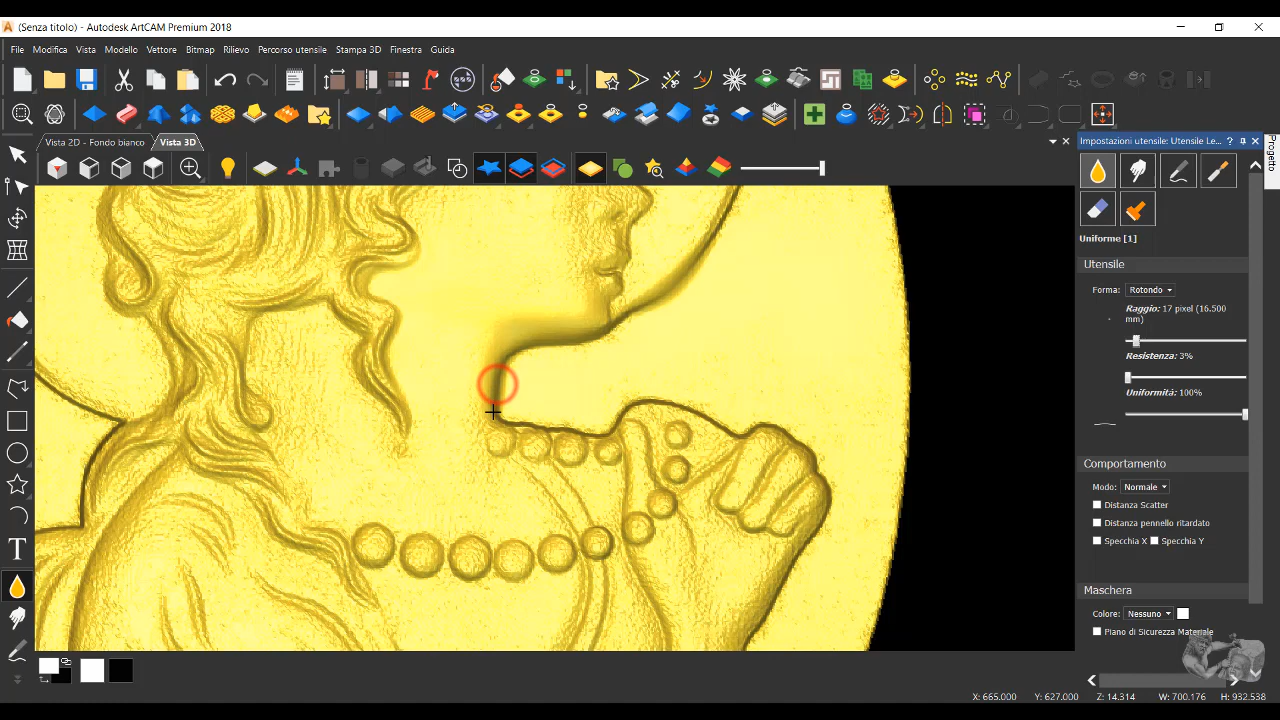 (Senza titolo) - Autodesk ArtCAM Premium 2018
File Modifica Vista Modello Vettore Bitmap Rilievo Percorso utensile Stampa 3D Finestra Guida
Vista 2D - Fondo bianco Vista 3D
Impostazioni utensile: Utensile Le...
Progetto
Uniforme [1]
Utensile
Forma: Rotondo
Raggio: 17 pixel (16.500
mm)
Resistenza: 3%
Uniformità: 100%
Comportamento
Modo: Normale
Distanza Scatter
Distanza pennello ritardato
Specchia X Specchia Y
Maschera
Colore: Nessuno
Piano di Sicurezza Materiale
X: 665.000 Y: 627.000 Z: 14.314 W: 700.176 H: 932.538